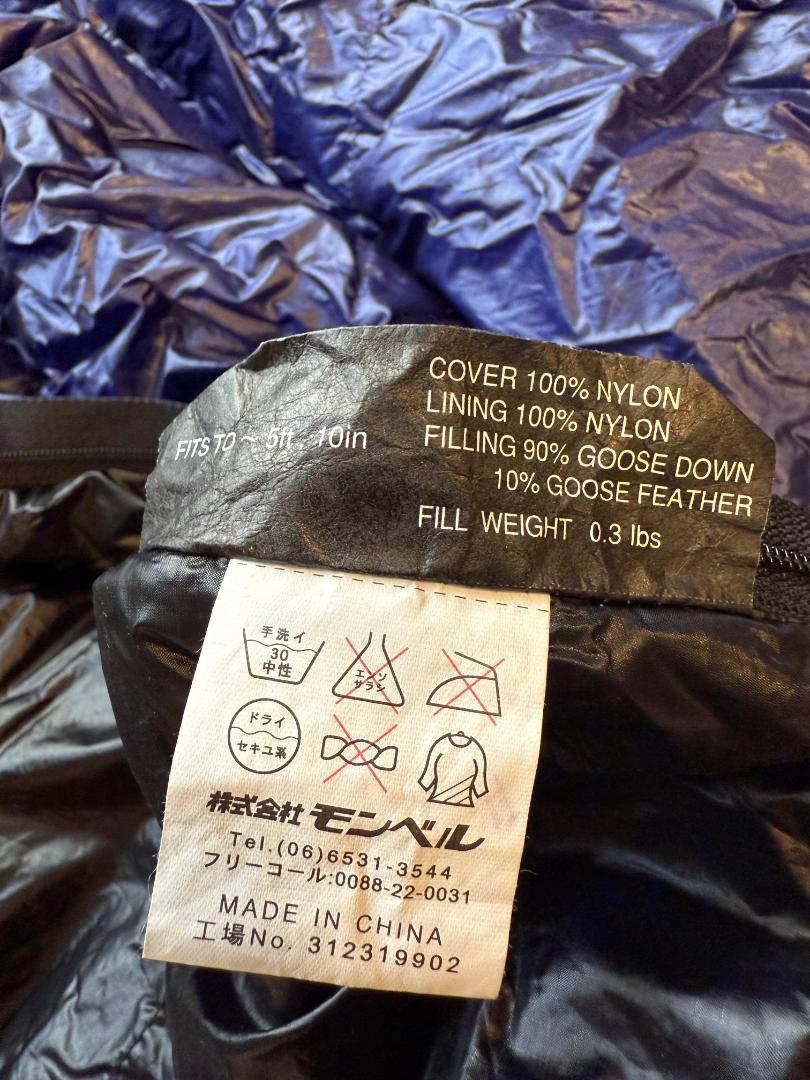 FITS TO ~ 5ft . 10in
COVER 100% NYLON
LINING 100% NYLON
FILLING 90% GOOSE DOWN
10% GOOSE FEATHER
FILL WEIGHT 0.3 lbs
手洗イ
30
中性
エンソ
サラシ
ドライ
セキユ系
株式会社 モンベル
Tel.(06)6531-3544
フリーコール:0088-22-0031
MADE IN CHINA
工場No. 312319902